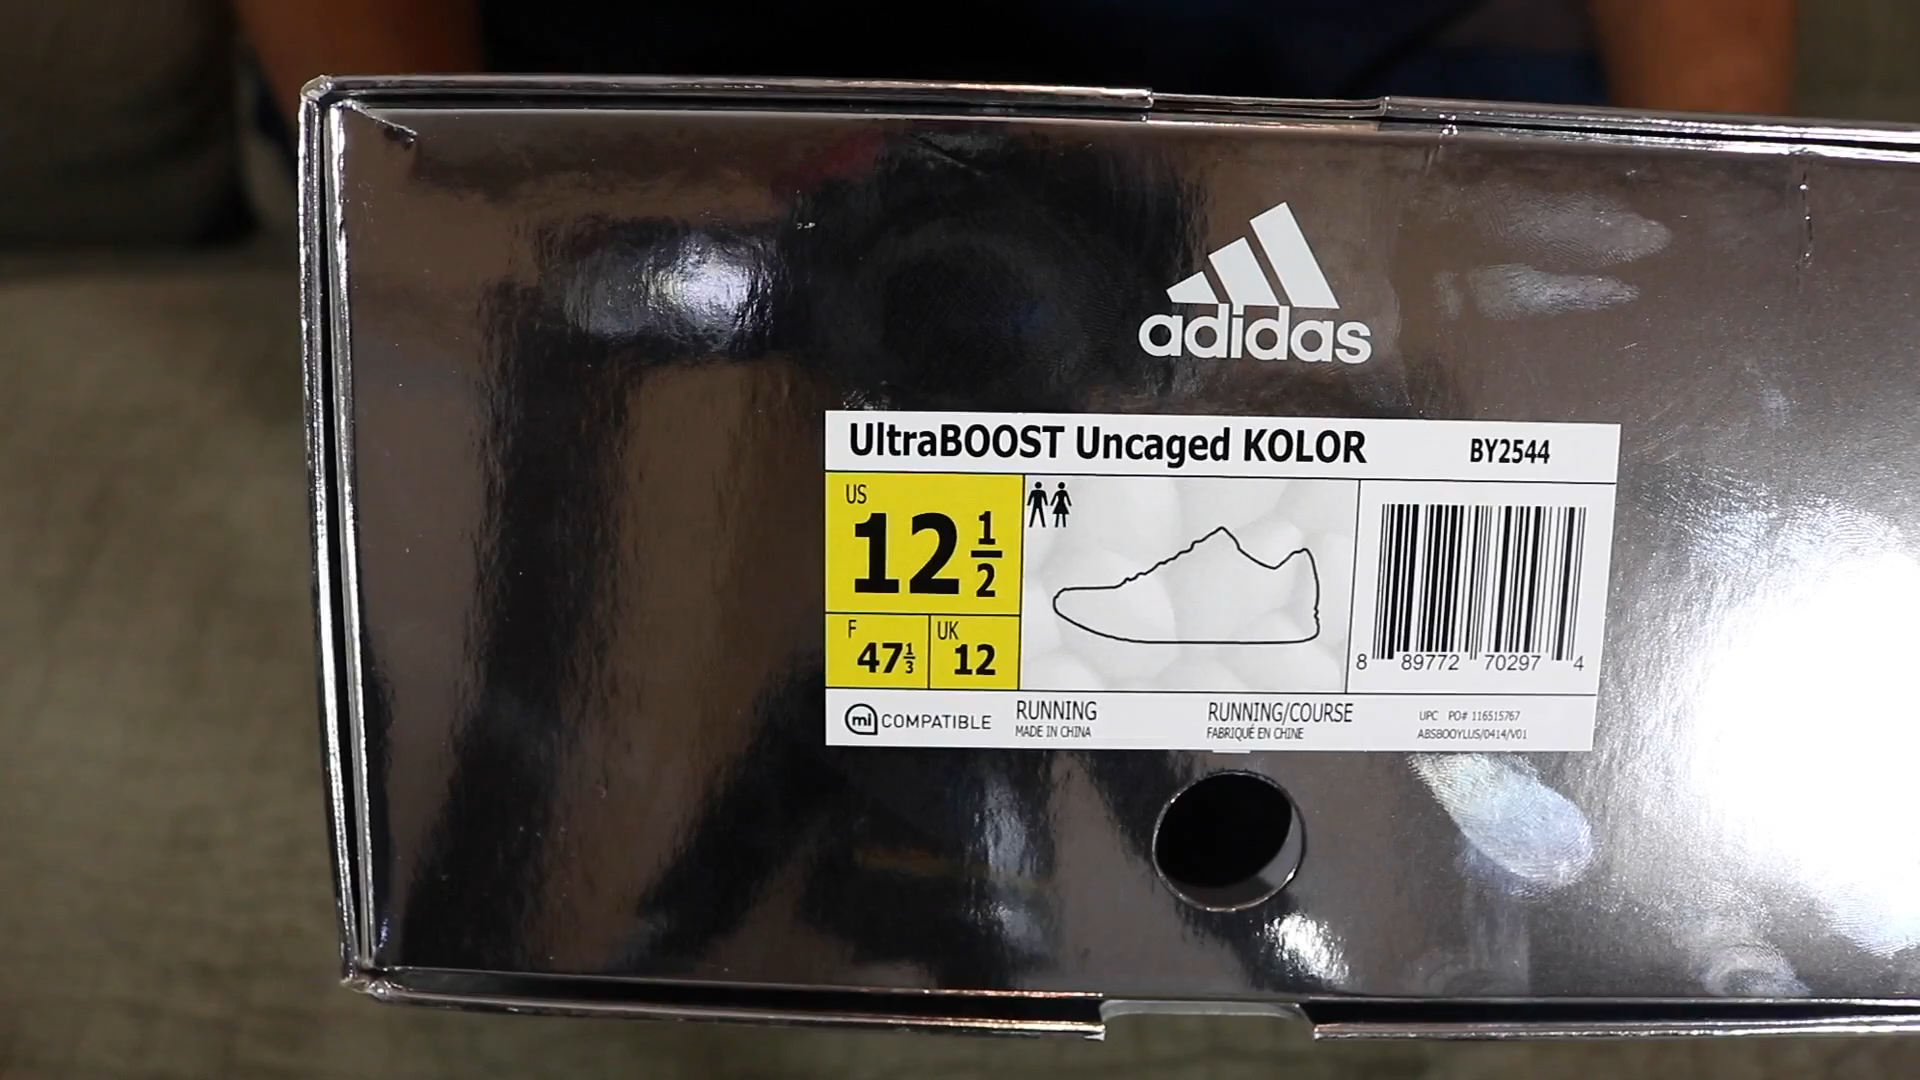 adidas
UltraBOOST Uncaged KOLOR BY2544
US
12 1/2
F
47 1/3
UK
12
8 89772 70297 4
mi COMPATIBLE
RUNNING
MADE IN CHINA
RUNNING/COURSE
FABRIQUÉ EN CHINE
UPC PO# 116515767
ABSBOOYLUS/0414/V01